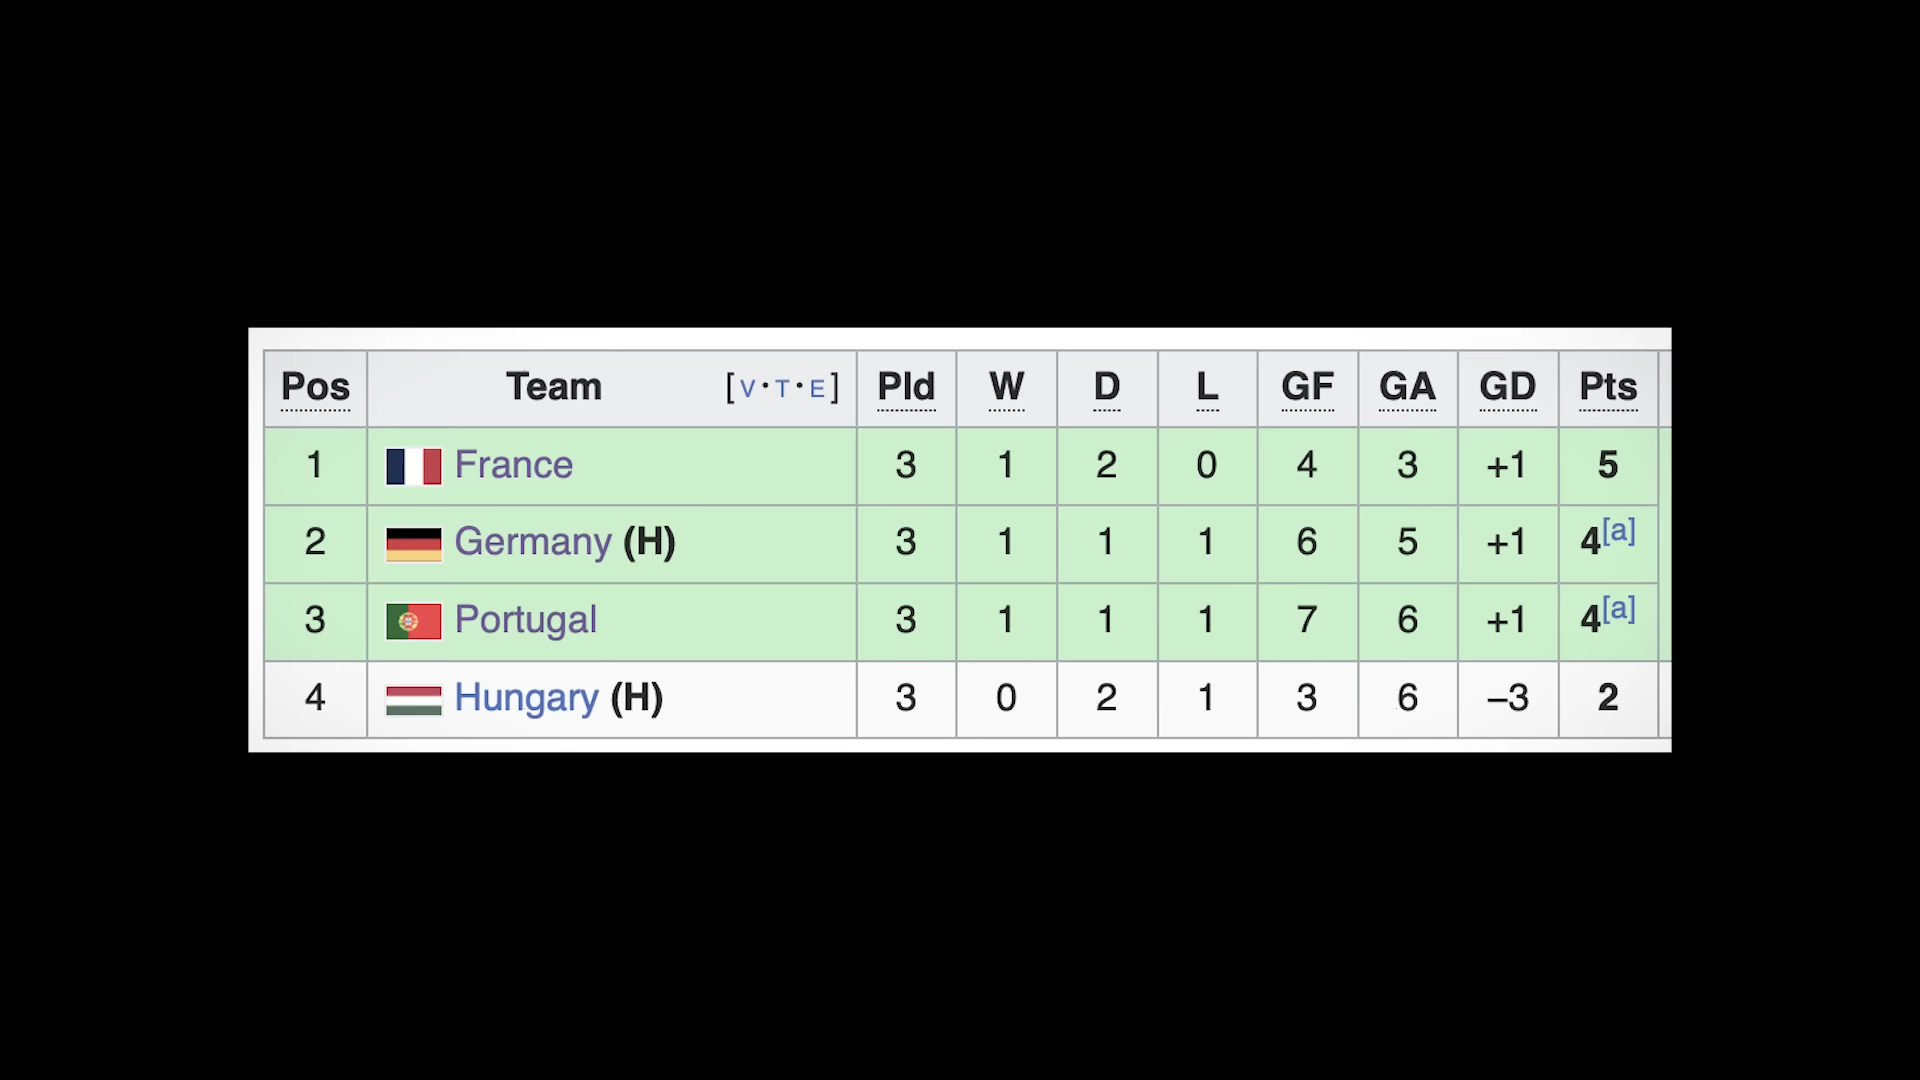 Pos Team [V·T·E] Pld W D L GF GA GD Pts
1 France 3 1 2 0 4 3 +1 5
2 Germany (H) 3 1 1 1 6 5 +1 4[a]
3 Portugal 3 1 1 1 7 6 +1 4[a]
4 Hungary (H) 3 0 2 1 3 6 −3 2